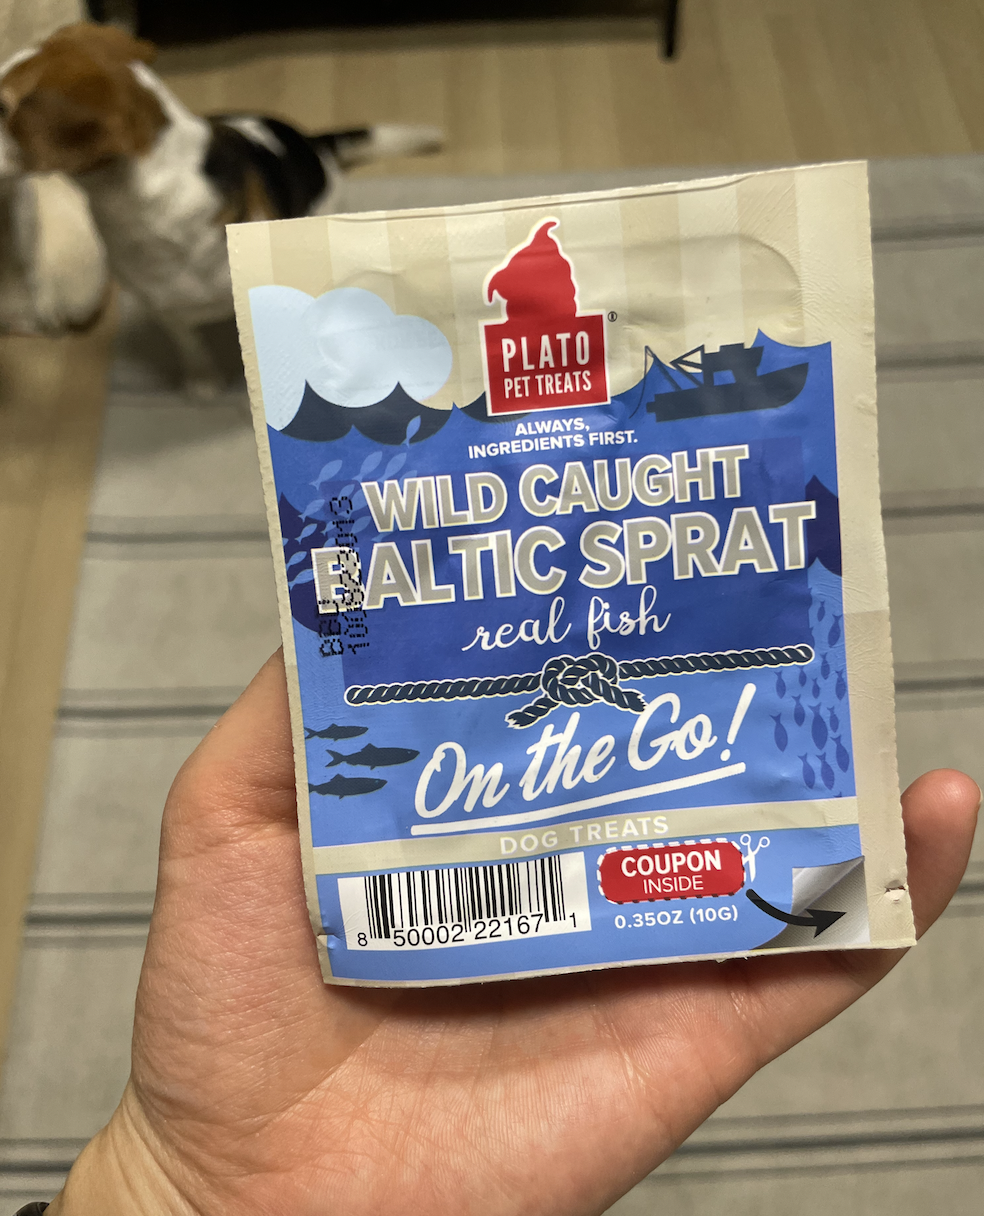 PLATO
PET TREATS
®
ALWAYS,
INGREDIENTS FIRST.
WILD CAUGHT
BALTIC SPRAT
real fish
On the Go!
DOG TREATS
COUPON
INSIDE
0.35OZ (10G)
8 50002 22167 1